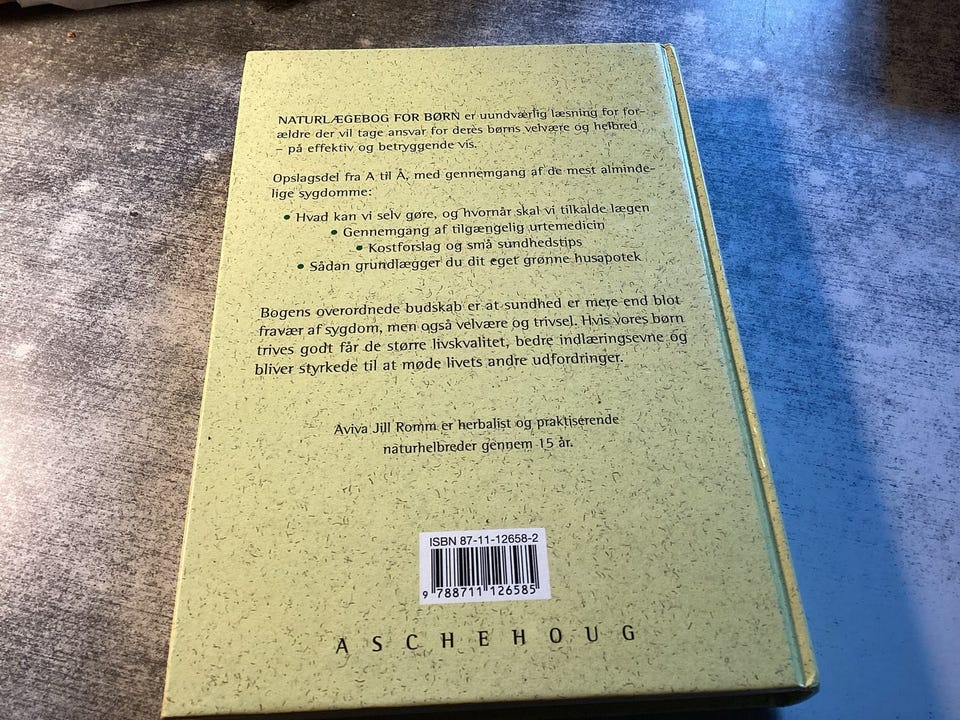 NATURLÆGEBOG FOR BØRN er uundværlig læsning for for-
ældre der vil tage ansvar for deres børns velvære og helbred
– på effektiv og betryggende vis.
Opslagsdel fra A til Å, med gennemgang af de mest alminde-
lige sygdomme:
• Hvad kan vi selv gøre, og hvornår skal vi tilkalde lægen
• Gennemgang af tilgængelig urtemedicin
• Kostforslag og små sundhedstips
• Sådan grundlægger du dit eget grønne husapotek
Bogens overordnede budskab er at sundhed er mere end blot
fravær af sygdom, men også velvære og trivsel. Hvis vores børn
trives godt får de større livskvalitet, bedre indlæringsevne og
bliver styrkede til at møde livets andre udfordringer.
Aviva Jill Romm er herbalist og praktiserende
naturhelbreder gennem 15 år.
ISBN 87-11-12658-2
9 788711 126585
ASCHEHOUG